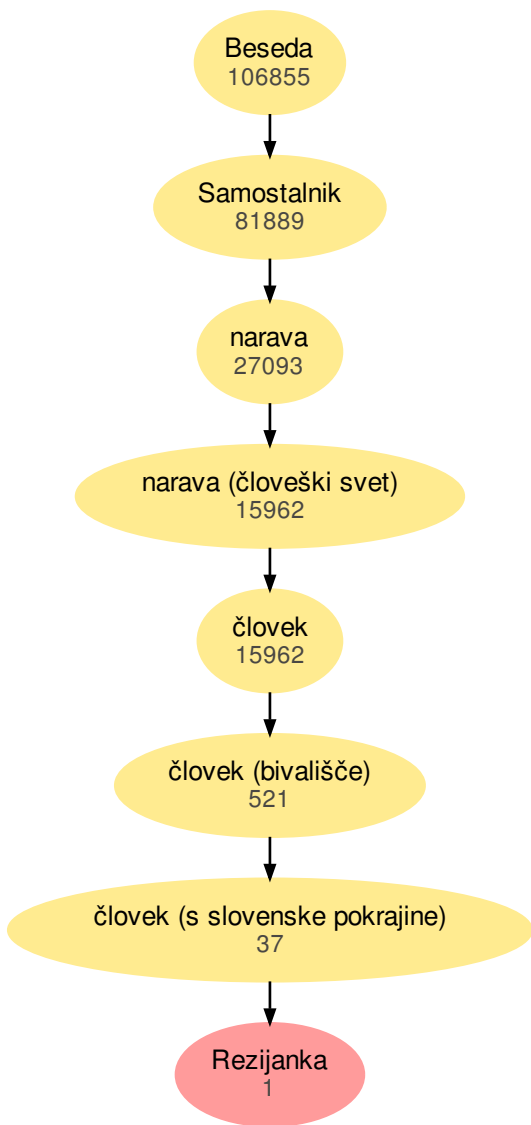 Beseda
106855
Samostalnik
81889
narava
27093
narava (človeški svet)
15962
človek
15962
človek (bivališče)
521
človek (s slovenske pokrajine)
37
Rezijanka
1